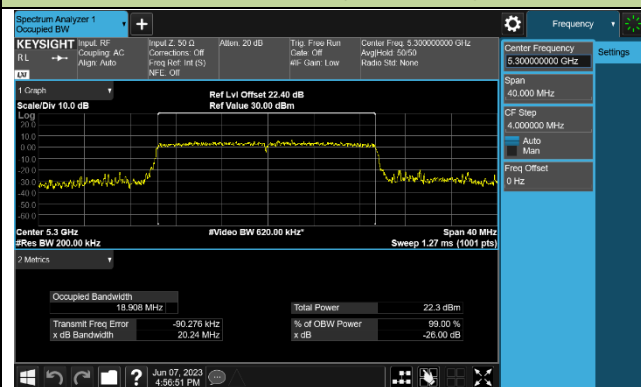 Spectrum Analyzer 1
Occupied BW
Frequency
KEYSIGHT
RL
LXI
Input: RF
Coupling: AC
Align: Auto
Input Z: 50 Ω
Corrections: Off
Freq Ref: Int (S)
NFE: Off
Atten: 20 dB
Trig: Free Run
Gate: Off
#IF Gain: Low
Center Freq: 5.300000000 GHz
Avg|Hold: 50/50
Radio Std: None
Center Frequency
5.300000000 GHz
Settings
Span
40.000 MHz
CF Step
4.000000 MHz
Auto
Man
Freq Offset
0 Hz
1 Graph
Scale/Div 10.0 dB
Ref Lvl Offset 22.40 dB
Ref Value 30.00 dBm
Log
20.0
10.0
0.00
-10.0
-20.0
-30.0
-40.0
-50.0
-60.0
Center 5.3 GHz
#Res BW 200.00 kHz
#Video BW 620.00 kHz*
Span 40 MHz
Sweep 1.27 ms (1001 pts)
2 Metrics
Occupied Bandwidth
18.908 MHz
Total Power 22.3 dBm
Transmit Freq Error -90.276 kHz
% of OBW Power 99.00 %
x dB Bandwidth 20.24 MHz
x dB -26.00 dB
Jun 07, 2023
4:56:51 PM